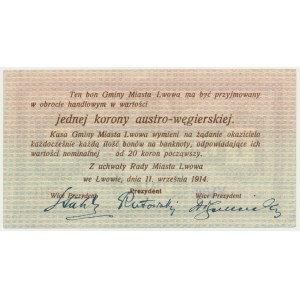 Ten bon Gminy Miasta Lwowa ma być przyjmowany
w obrocie handlowym w wartości
jednej korony austro-węgierskiej.
Kasa Gminy Miasta Lwowa wymieni na żądanie okaziciela
każdocześnie każdą ilość bonów na banknoty, odpowiadające ich
wartości nominalnej — od 20 koron począwszy.
Z uchwały Rady Miasta Lwowa
we Lwowie, dnia 11. września 1914.
Prezydent
Wice Prezydent Wice Prezydent
Rutowski